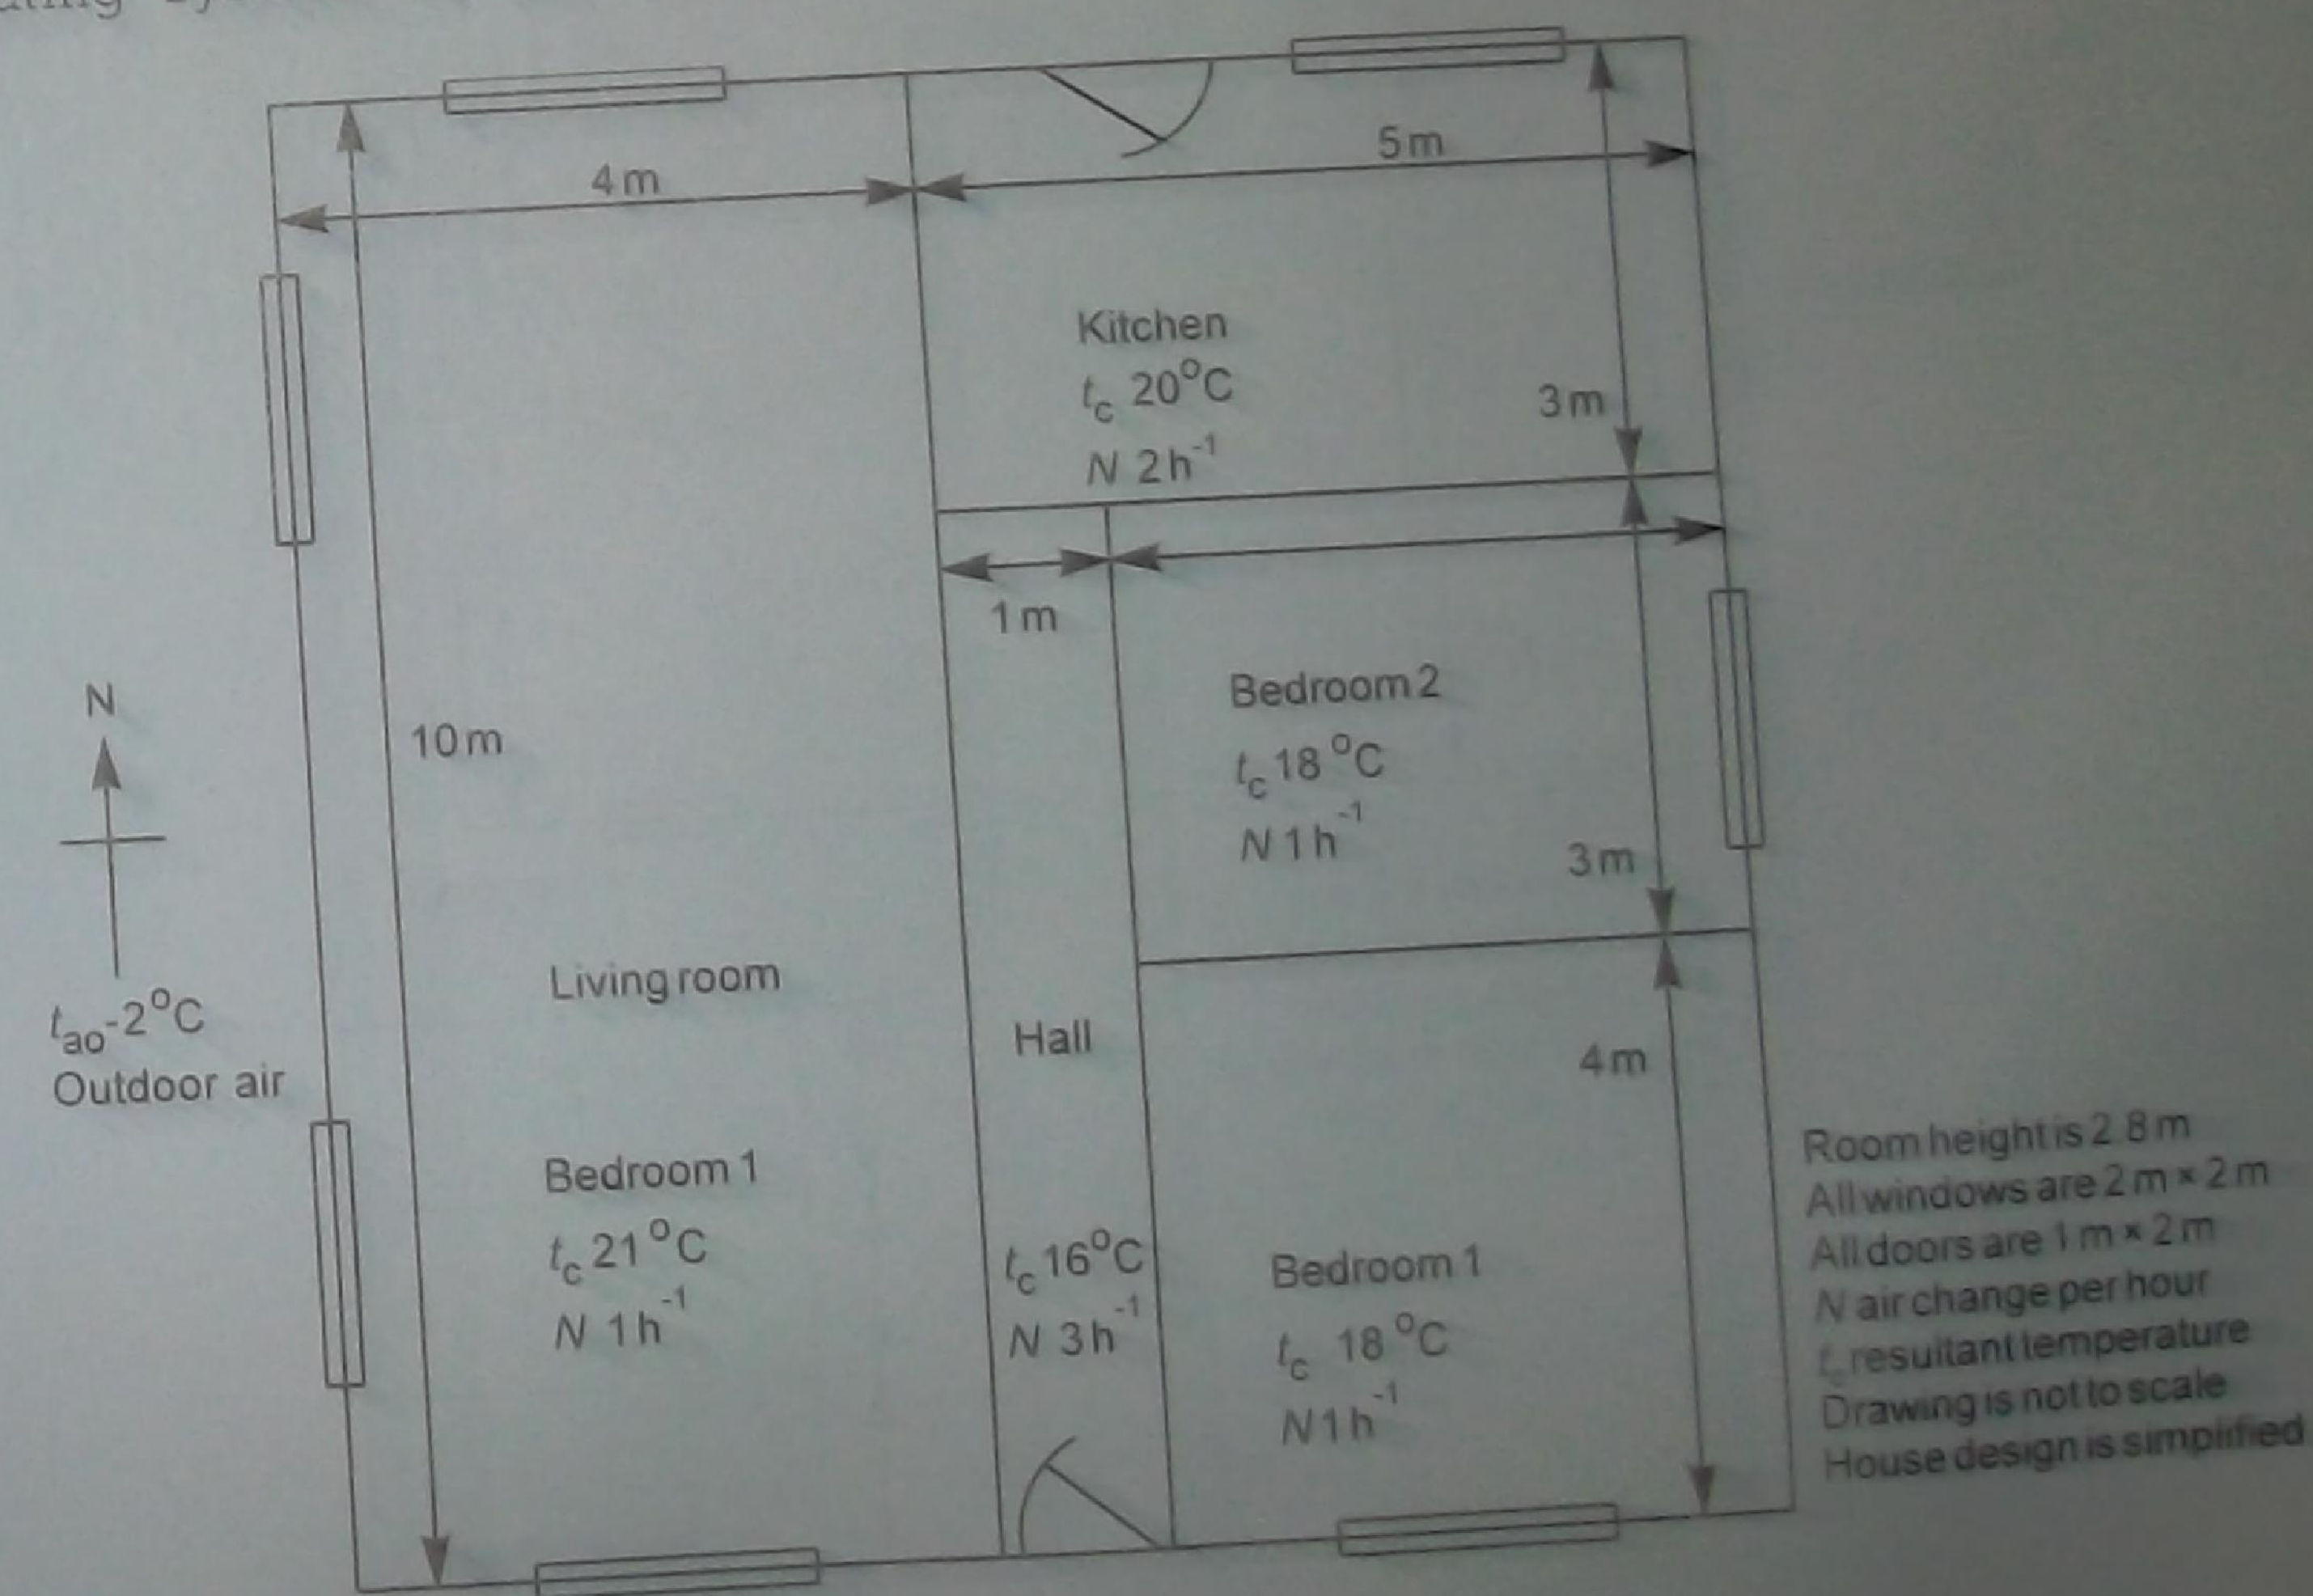 4 m
5 m
Kitchen
tc 20°C
N 2 h-1
3 m
1 m
N
Bedroom 2
tc 18 °C
N 1 h-1
10 m
3 m
tao-2°C
Outdoor air
Living room
Hall
4 m
Bedroom 1
tc 21 °C
N 1 h-1
tc 16°C
N 3 h-1
Bedroom 1
tc 18 °C
N 1 h-1
Room height is 2.8 m
All windows are 2 m × 2 m
All doors are 1 m × 2 m
N air change per hour
tc resultant temperature
Drawing is not to scale
House design is simplified